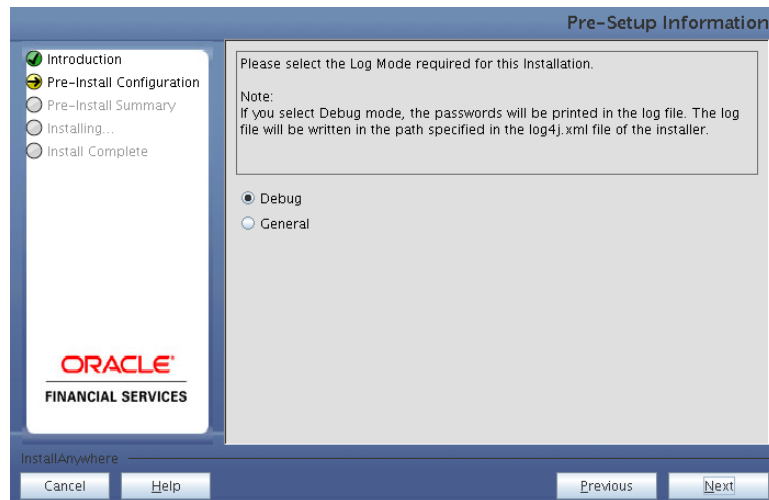 Pre-Setup Information
Introduction
Pre-Install Configuration
Pre-Install Summary
Installing...
Install Complete
Please select the Log Mode required for this Installation.
Note:
If you select Debug mode, the passwords will be printed in the log file. The log
file will be written in the path specified in the log4j.xml file of the installer.
Debug
General
ORACLE
FINANCIAL SERVICES
InstallAnywhere
Cancel
Help
Previous
Next